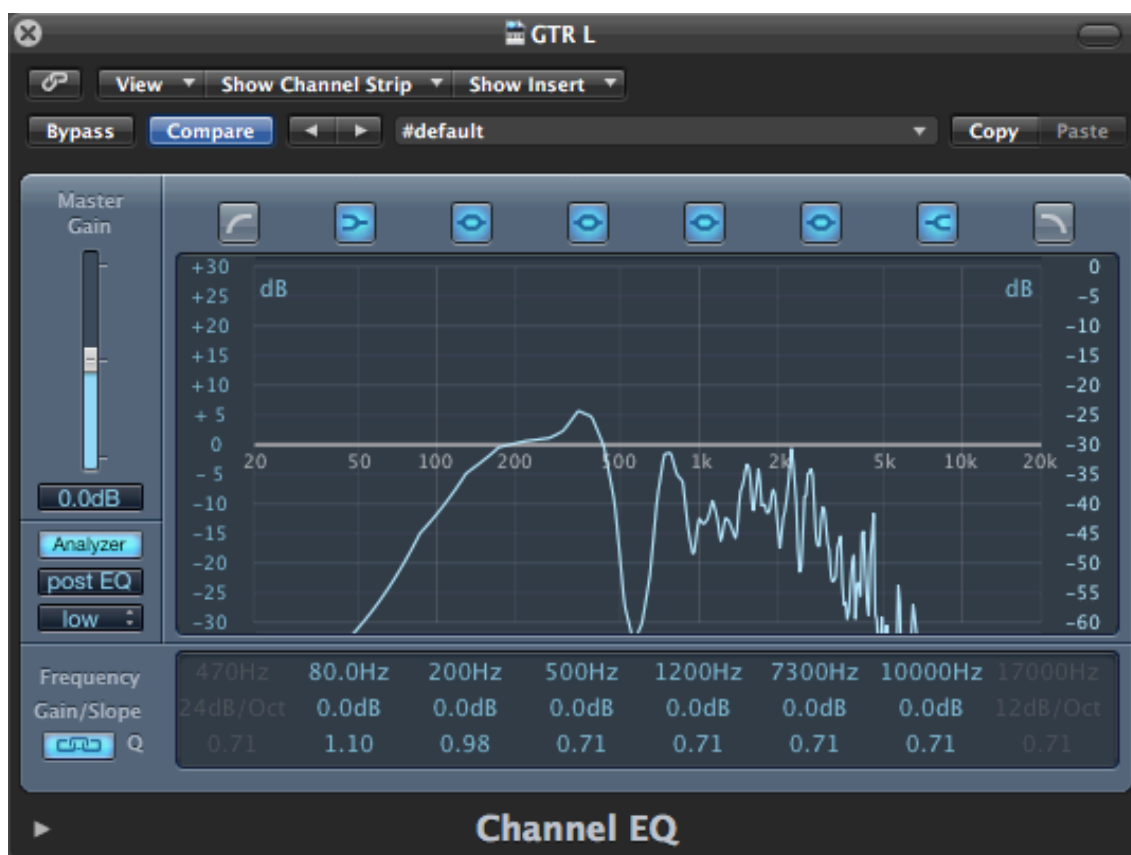 GTR L
View Show Channel Strip Show Insert
Bypass Compare #default Copy Paste
Master
Gain
+30 0
dB dB
+25 -5
+20 -10
+15 -15
+10 -20
+ 5 -25
0 -30
20 50 100 200 500 1k 2k 5k 10k 20k
- 5 -35
0.0dB
-10 -40
-15 -45
Analyzer
-20 -50
post EQ
-25 -55
low
-30 -60
Frequency 470Hz 80.0Hz 200Hz 500Hz 1200Hz 7300Hz 10000Hz 17000Hz
Gain/Slope 24dB/Oct 0.0dB 0.0dB 0.0dB 0.0dB 0.0dB 0.0dB 12dB/Oct
Q 0.71 1.10 0.98 0.71 0.71 0.71 0.71 0.71
Channel EQ